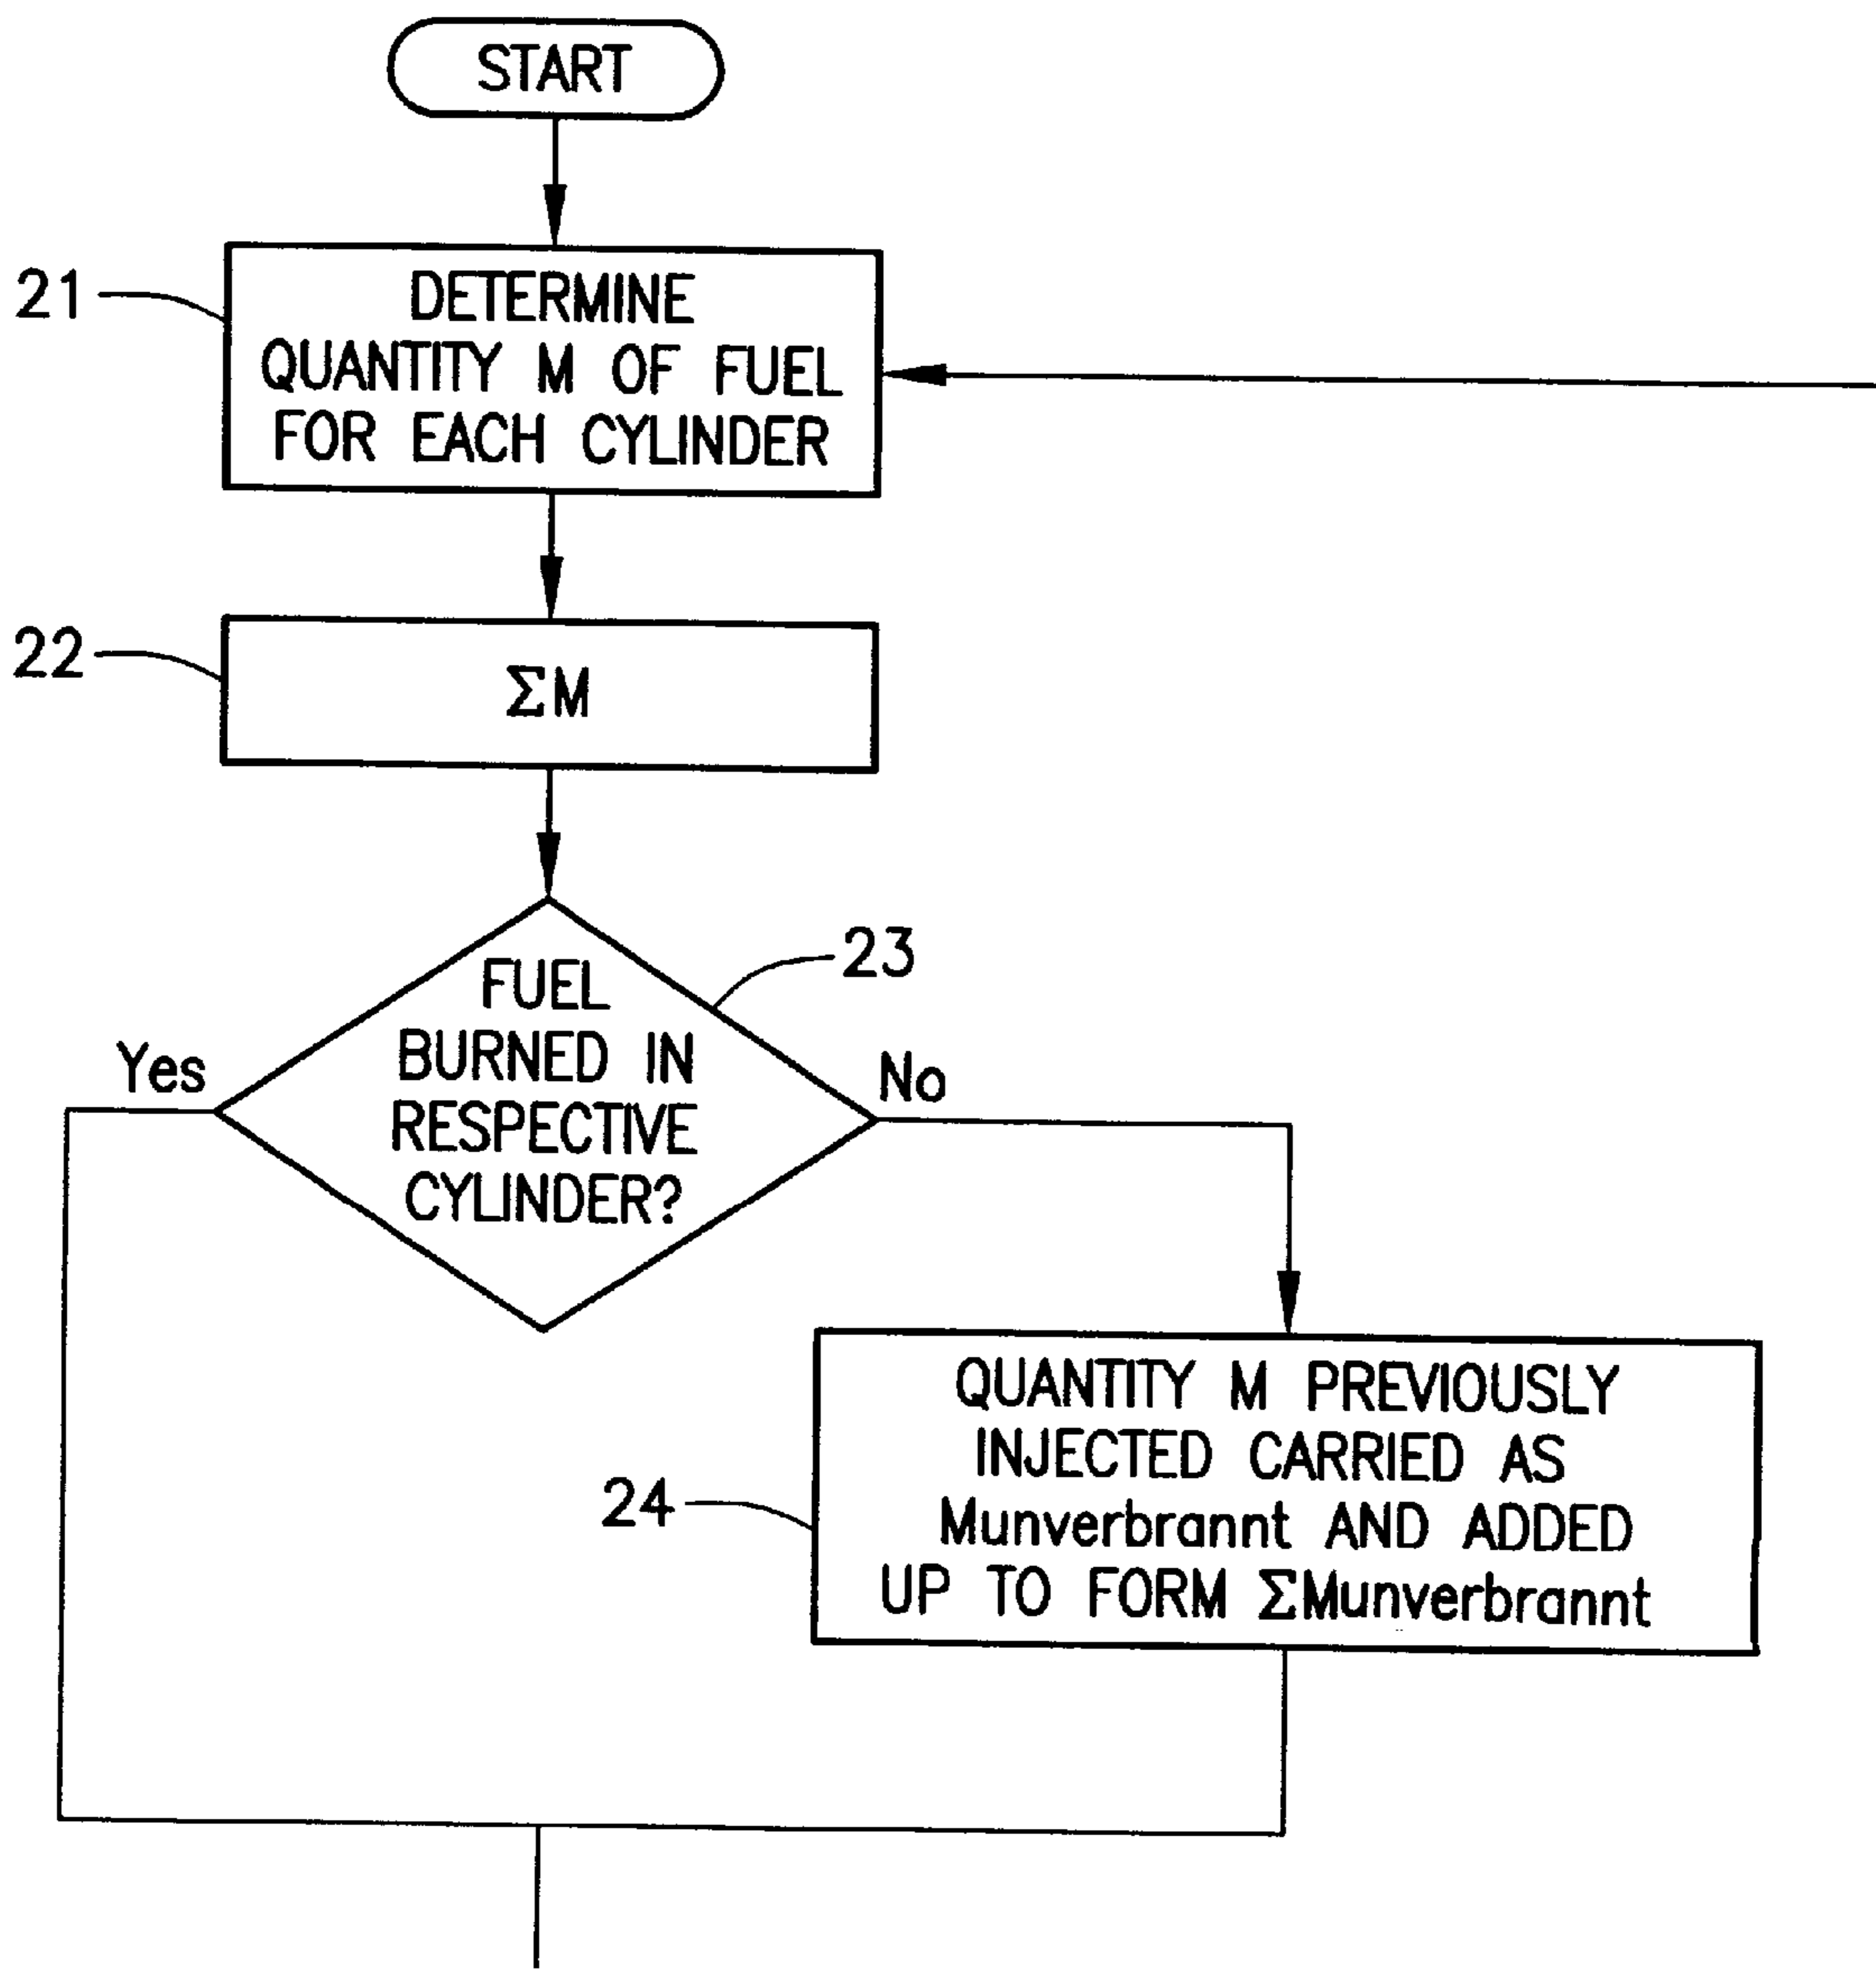 START
21
DETERMINE
QUANTITY M OF FUEL
FOR EACH CYLINDER
22
ΣM
23
FUEL
BURNED IN
RESPECTIVE
CYLINDER?
Yes
No
24
QUANTITY M PREVIOUSLY
INJECTED CARRIED AS
Munverbrannt AND ADDED
UP TO FORM ΣMunverbrannt